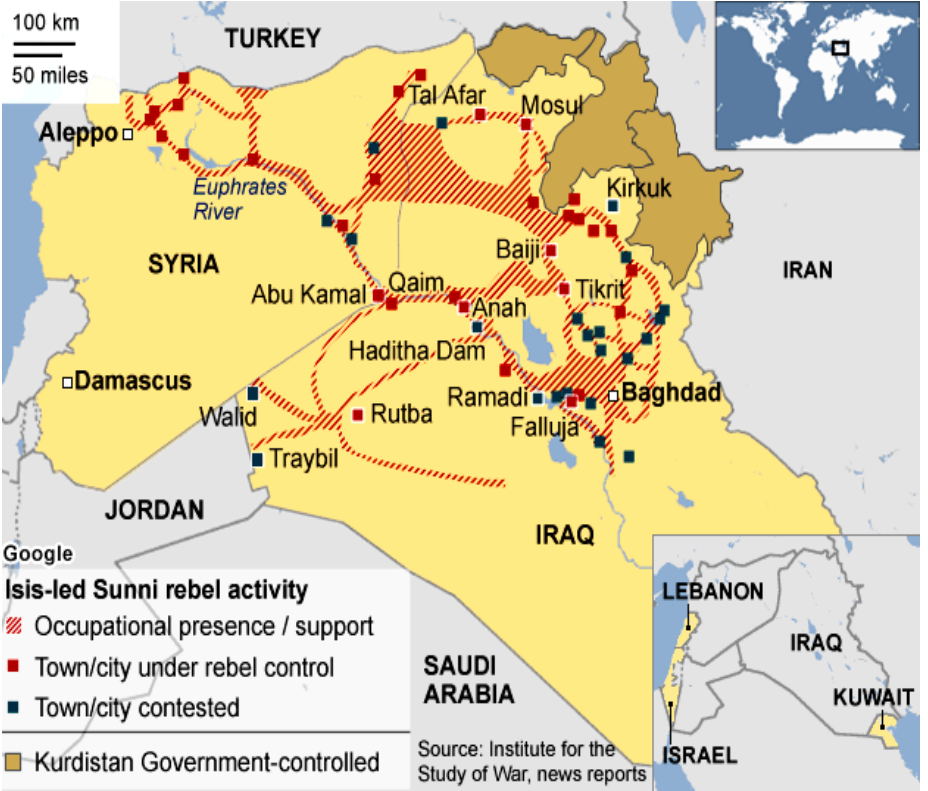 100 km
50 miles
TURKEY
Tal Afar
Mosul
Aleppo
Euphrates
River
Kirkuk
SYRIA
Baiji
IRAN
Abu Kamal
Qaim
Tikrit
Anah
Haditha Dam
Damascus
Ramadi
Baghdad
Walid
Rutba
Falluja
Traybil
JORDAN
IRAQ
Google
Isis-led Sunni rebel activity
Occupational presence / support
Town/city under rebel control
Town/city contested
Kurdistan Government-controlled
SAUDI
ARABIA
Source: Institute for the
Study of War, news reports
LEBANON
IRAQ
KUWAIT
ISRAEL